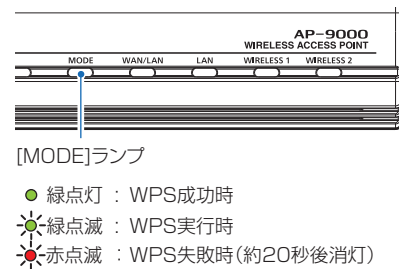 AP-9000
WIRELESS ACCESS POINT
MODE WAN/LAN LAN WIRELESS 1 WIRELESS 2
[MODE]ランプ
緑点灯 : WPS成功時
緑点滅 : WPS実行時
赤点滅 : WPS失敗時(約20秒後消灯)